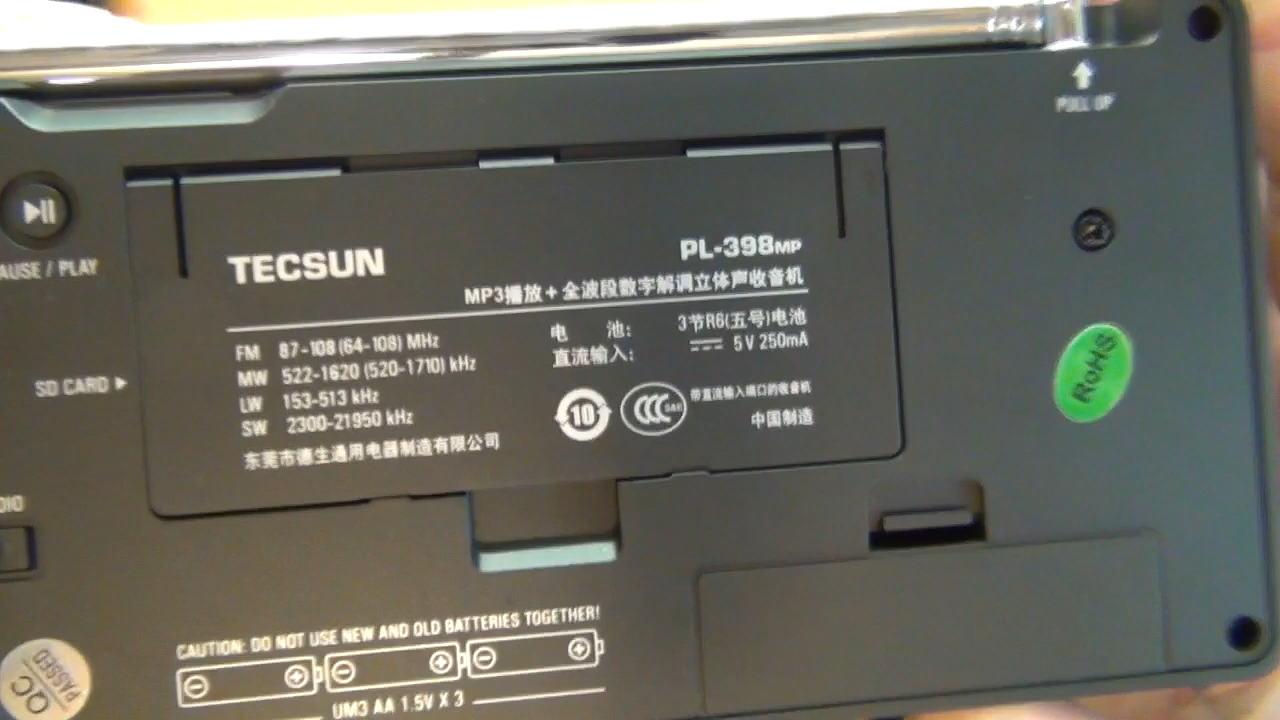 PULL UP
AUSE / PLAY
TECSUN
PL-398MP
MP3播放+全波段数字解调立体声收音机
FM 87-108 (64-108) MHz
MW 522-1620 (520-1710) kHz
LW 153-513 kHz
SW 2300-21950 kHz
东莞市德生通用电器制造有限公司
电 池: 3节R6(五号)电池
直流输入: 5V 250mA
10
CCC S&E
带直流输入端口的收音机
中国制造
SD CARD
RoHS
DIO
CAUTION: DO NOT USE NEW AND OLD BATTERIES TOGETHER!
UM3 AA 1.5V X 3
QC
PASSED